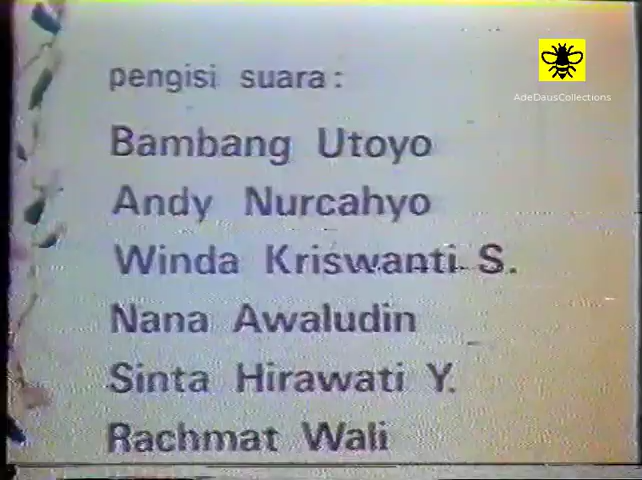 AdeDausCollections
pengisi suara:
Bambang Utoyo
Andy Nurcahyo
Winda Kriswanti S.
Nana Awaludin
Sinta Hirawati Y.
Rachmat Wali